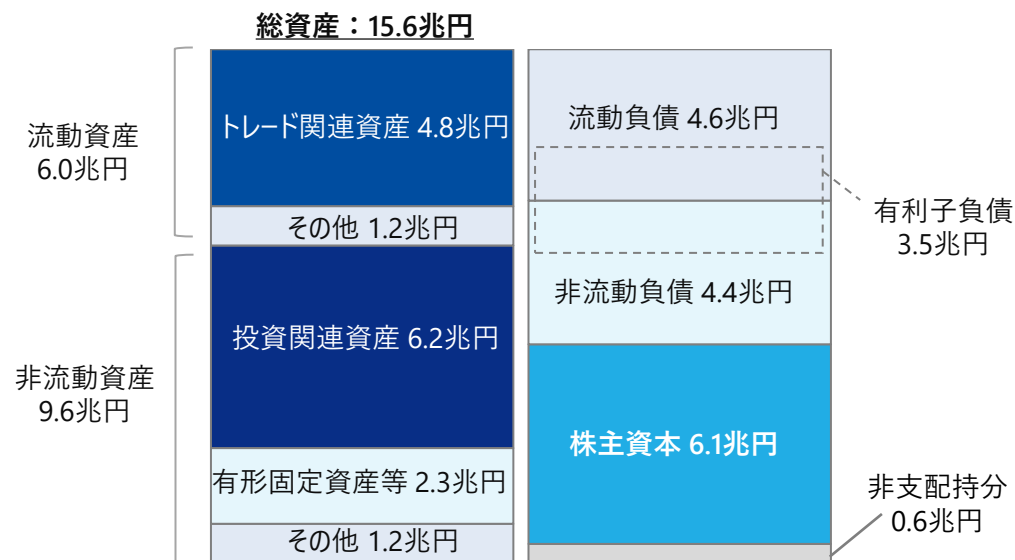 総資産：15.6兆円
流動資産
6.0兆円
トレード関連資産 4.8兆円
その他 1.2兆円
非流動資産
9.6兆円
投資関連資産 6.2兆円
有形固定資産等 2.3兆円
その他 1.2兆円
流動負債 4.6兆円
有利子負債
3.5兆円
非流動負債 4.4兆円
株主資本 6.1兆円
非支配持分
0.6兆円